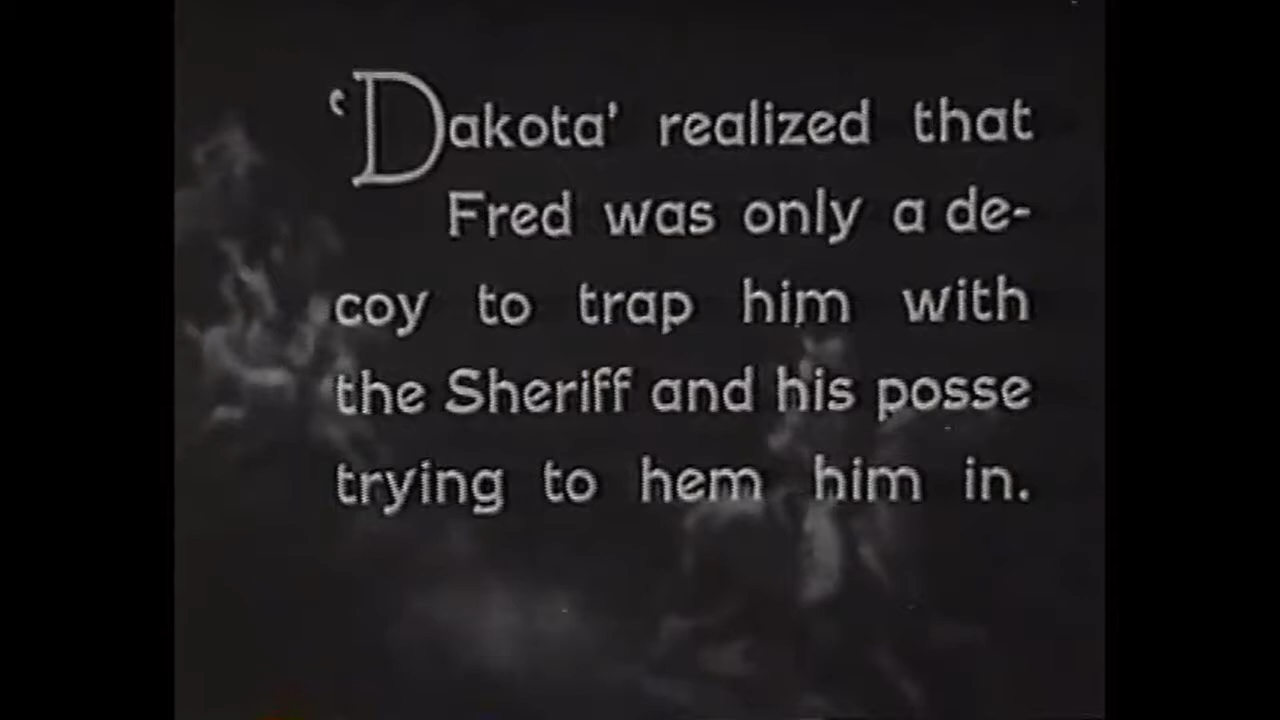 ‘Dakota’ realized that
Fred was only a de-
coy to trap him with
the Sheriff and his posse
trying to hem him in.